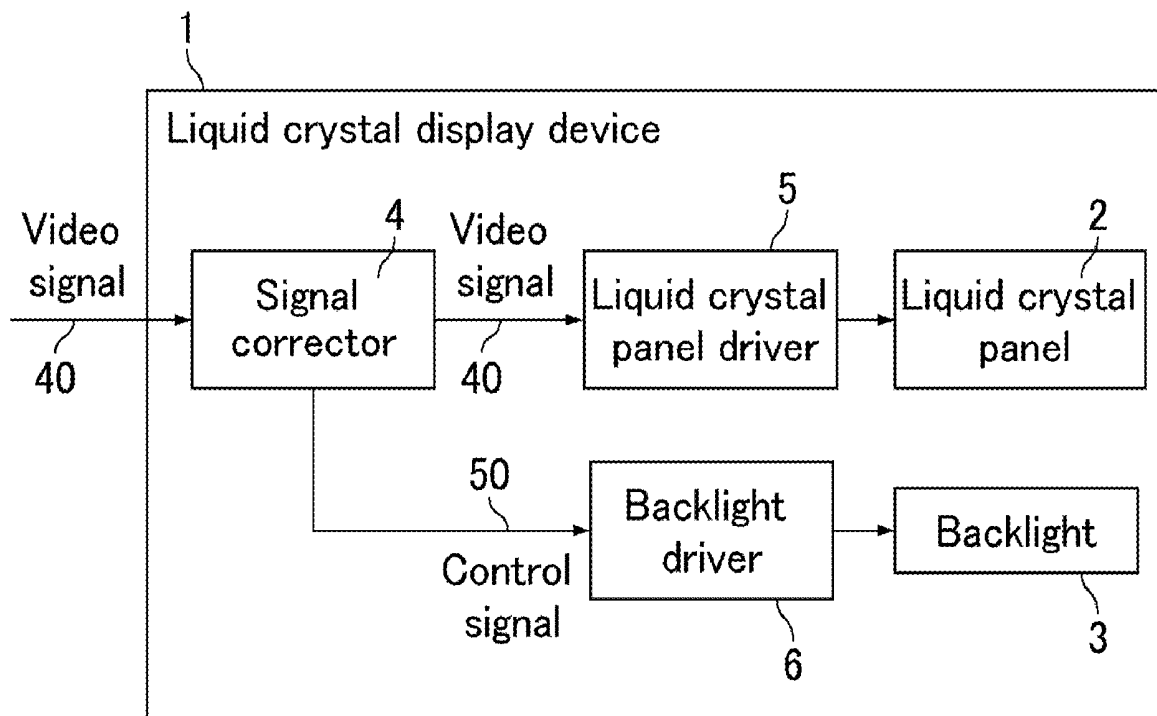 1
Liquid crystal display device
Video
signal
40
4
Signal
corrector
Video
signal
40
5
Liquid crystal
panel driver
2
Liquid crystal
panel
50
Control
signal
Backlight
driver
6
Backlight
3